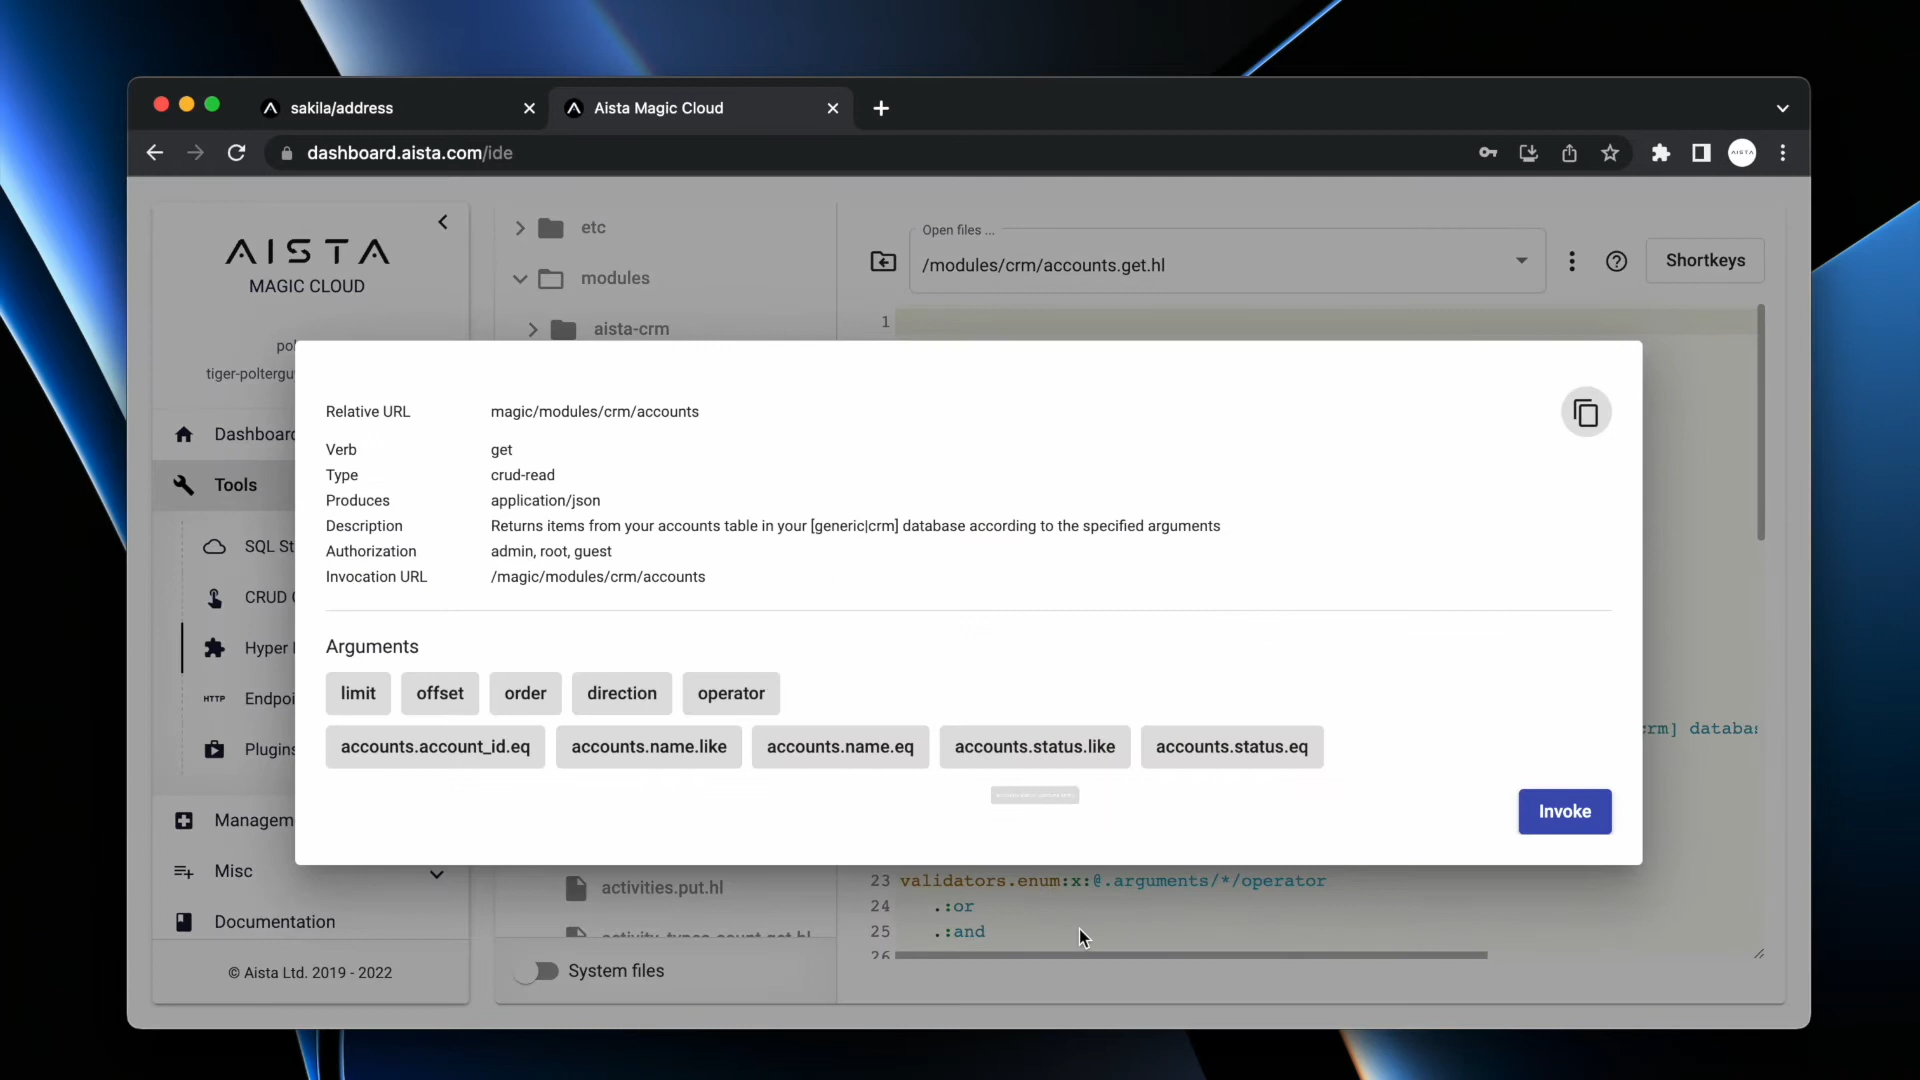 sakila/address
Aista Magic Cloud
dashboard.aista.com/ide
AISTA
AISTA
MAGIC CLOUD
tiger-poltergu
Dashboard
Tools
SQL St
CRUD
Hyper
Endpoi
Plugins
Managem
Misc
Documentation
© Aista Ltd. 2019 - 2022
etc
modules
aista-crm
activities.put.hl
System files
Open files ...
/modules/crm/accounts.get.hl
Shortkeys
1
Relative URL magic/modules/crm/accounts
Verb get
Type crud-read
Produces application/json
Description Returns items from your accounts table in your [generic|crm] database according to the specified arguments
Authorization admin, root, guest
Invocation URL /magic/modules/crm/accounts
Arguments
limit offset order direction operator
accounts.account_id.eq accounts.name.like accounts.name.eq accounts.status.like accounts.status.eq
Invoke
crm] databa
23 validators.enum:x:@.arguments/*/operator
24 .:or
25 .:and
26